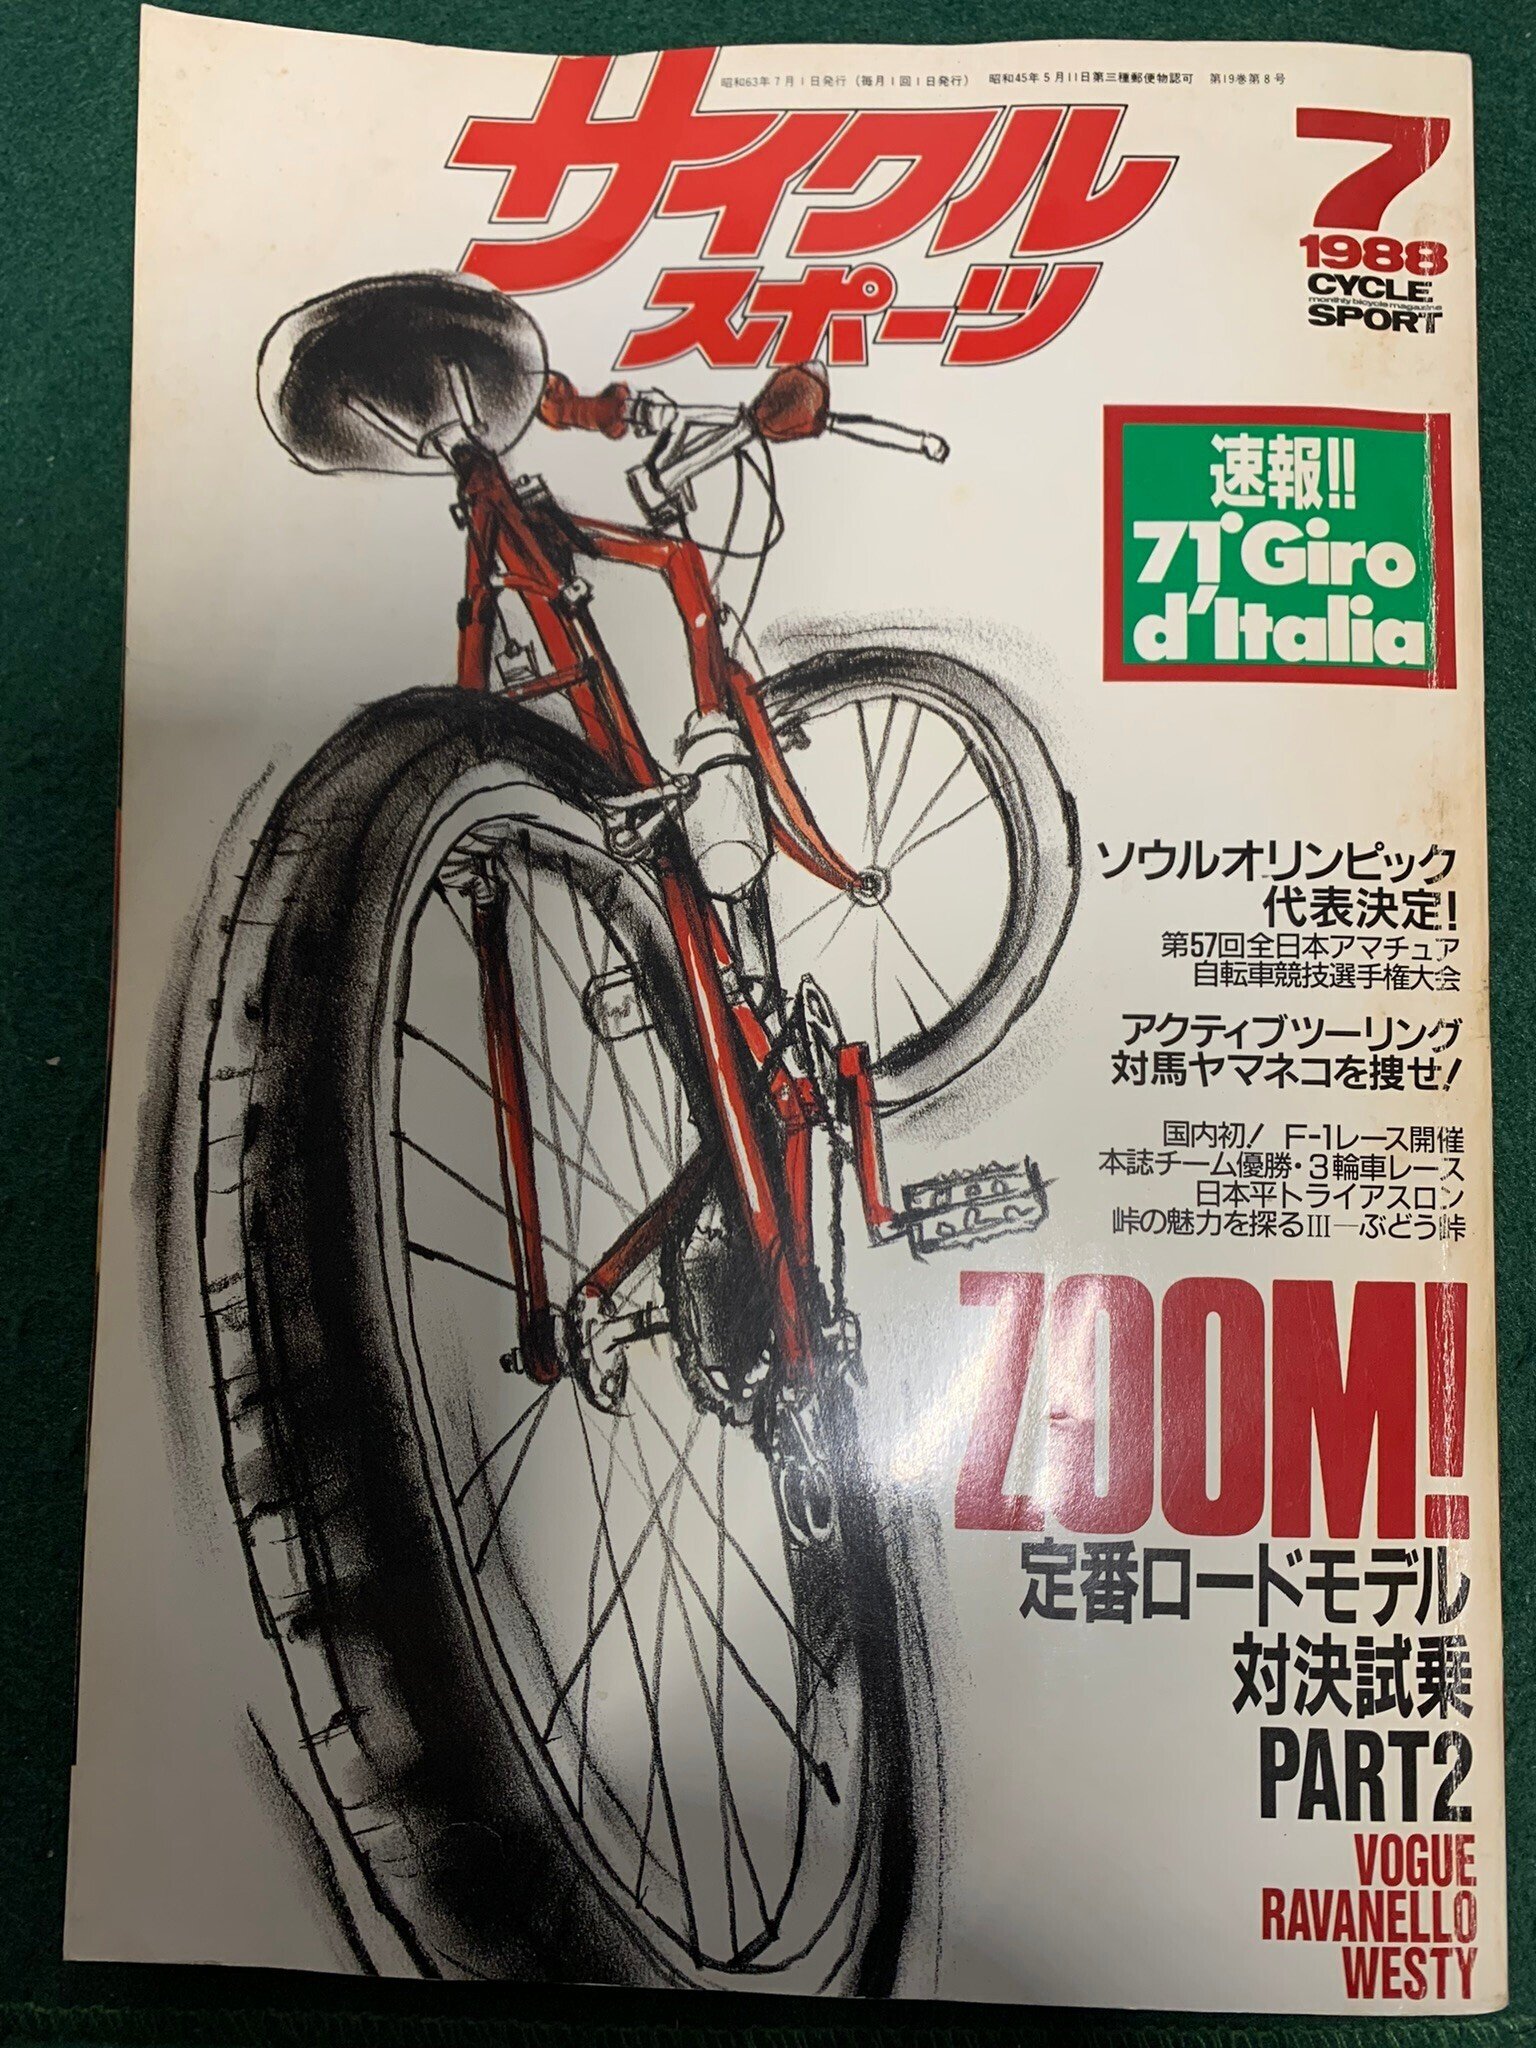 昭和63年7月1日発行(毎月1回1日発行) 昭和45年5月11日第三種郵便物認可 第19巻第8号
サイクル
スポーツ
7
1988
CYCLE
monthly bicycle magazine
SPORT
速報!!
71°Giro
d'Italia
ソウルオリンピック
代表決定!
第57回全日本アマチュア
自転車競技選手権大会
アクティブツーリング
対馬ヤマネコを捜せ!
国内初! F-1レース開催
本誌チーム優勝・3輪車レース
日本平トライアスロン
峠の魅力を探るIII―ぶどう峠
ZOOM!
定番ロードモデル
対決試乗
PART2
VOGUE
RAVANELLO
WESTY